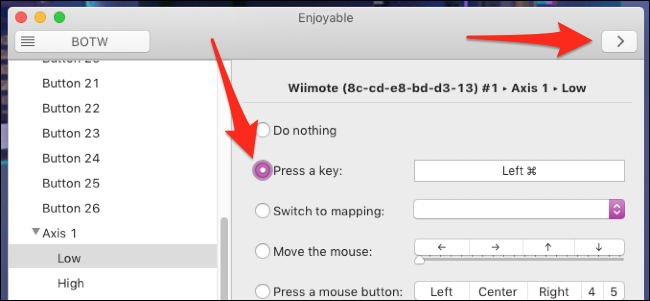 Enjoyable
BOTW
Button 20
Button 21
Button 22
Button 23
Button 24
Button 25
Button 26
Axis 1
Low
High
Wiimote (8c-cd-e8-bd-d3-13) #1 ▸ Axis 1 ▸ Low
Do nothing
Press a key: Left ⌘
Switch to mapping:
Move the mouse: ← → ↑ ↓
Press a mouse button: Left Center Right 4 5